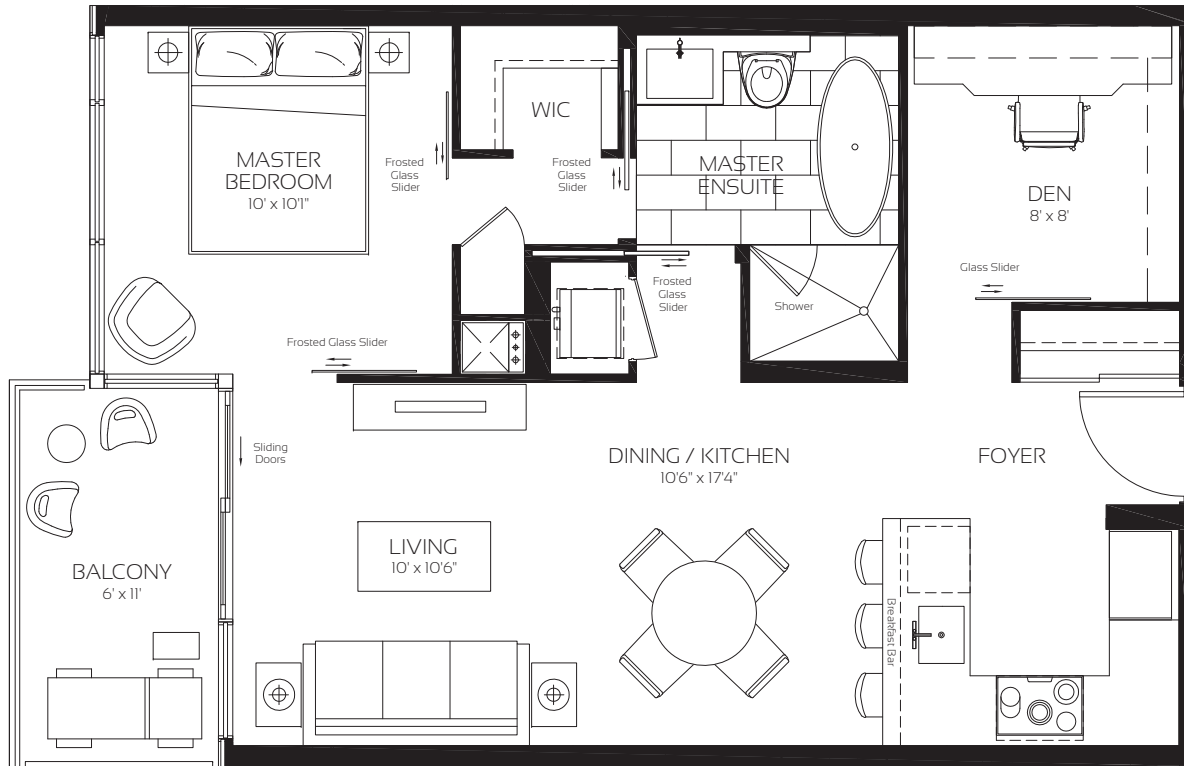 WIC
MASTER
BEDROOM
10' x 10'1"
Frosted
Glass
Slider
Frosted
Glass
Slider
MASTER
ENSUITE
DEN
8' x 8'
Glass Slider
Frosted
Glass
Slider
Shower
Frosted Glass Slider
Sliding
Doors
DINING / KITCHEN
10'6" x 17'4"
FOYER
LIVING
10' x 10'6"
BALCONY
6' x 11'
Breakfast Bar